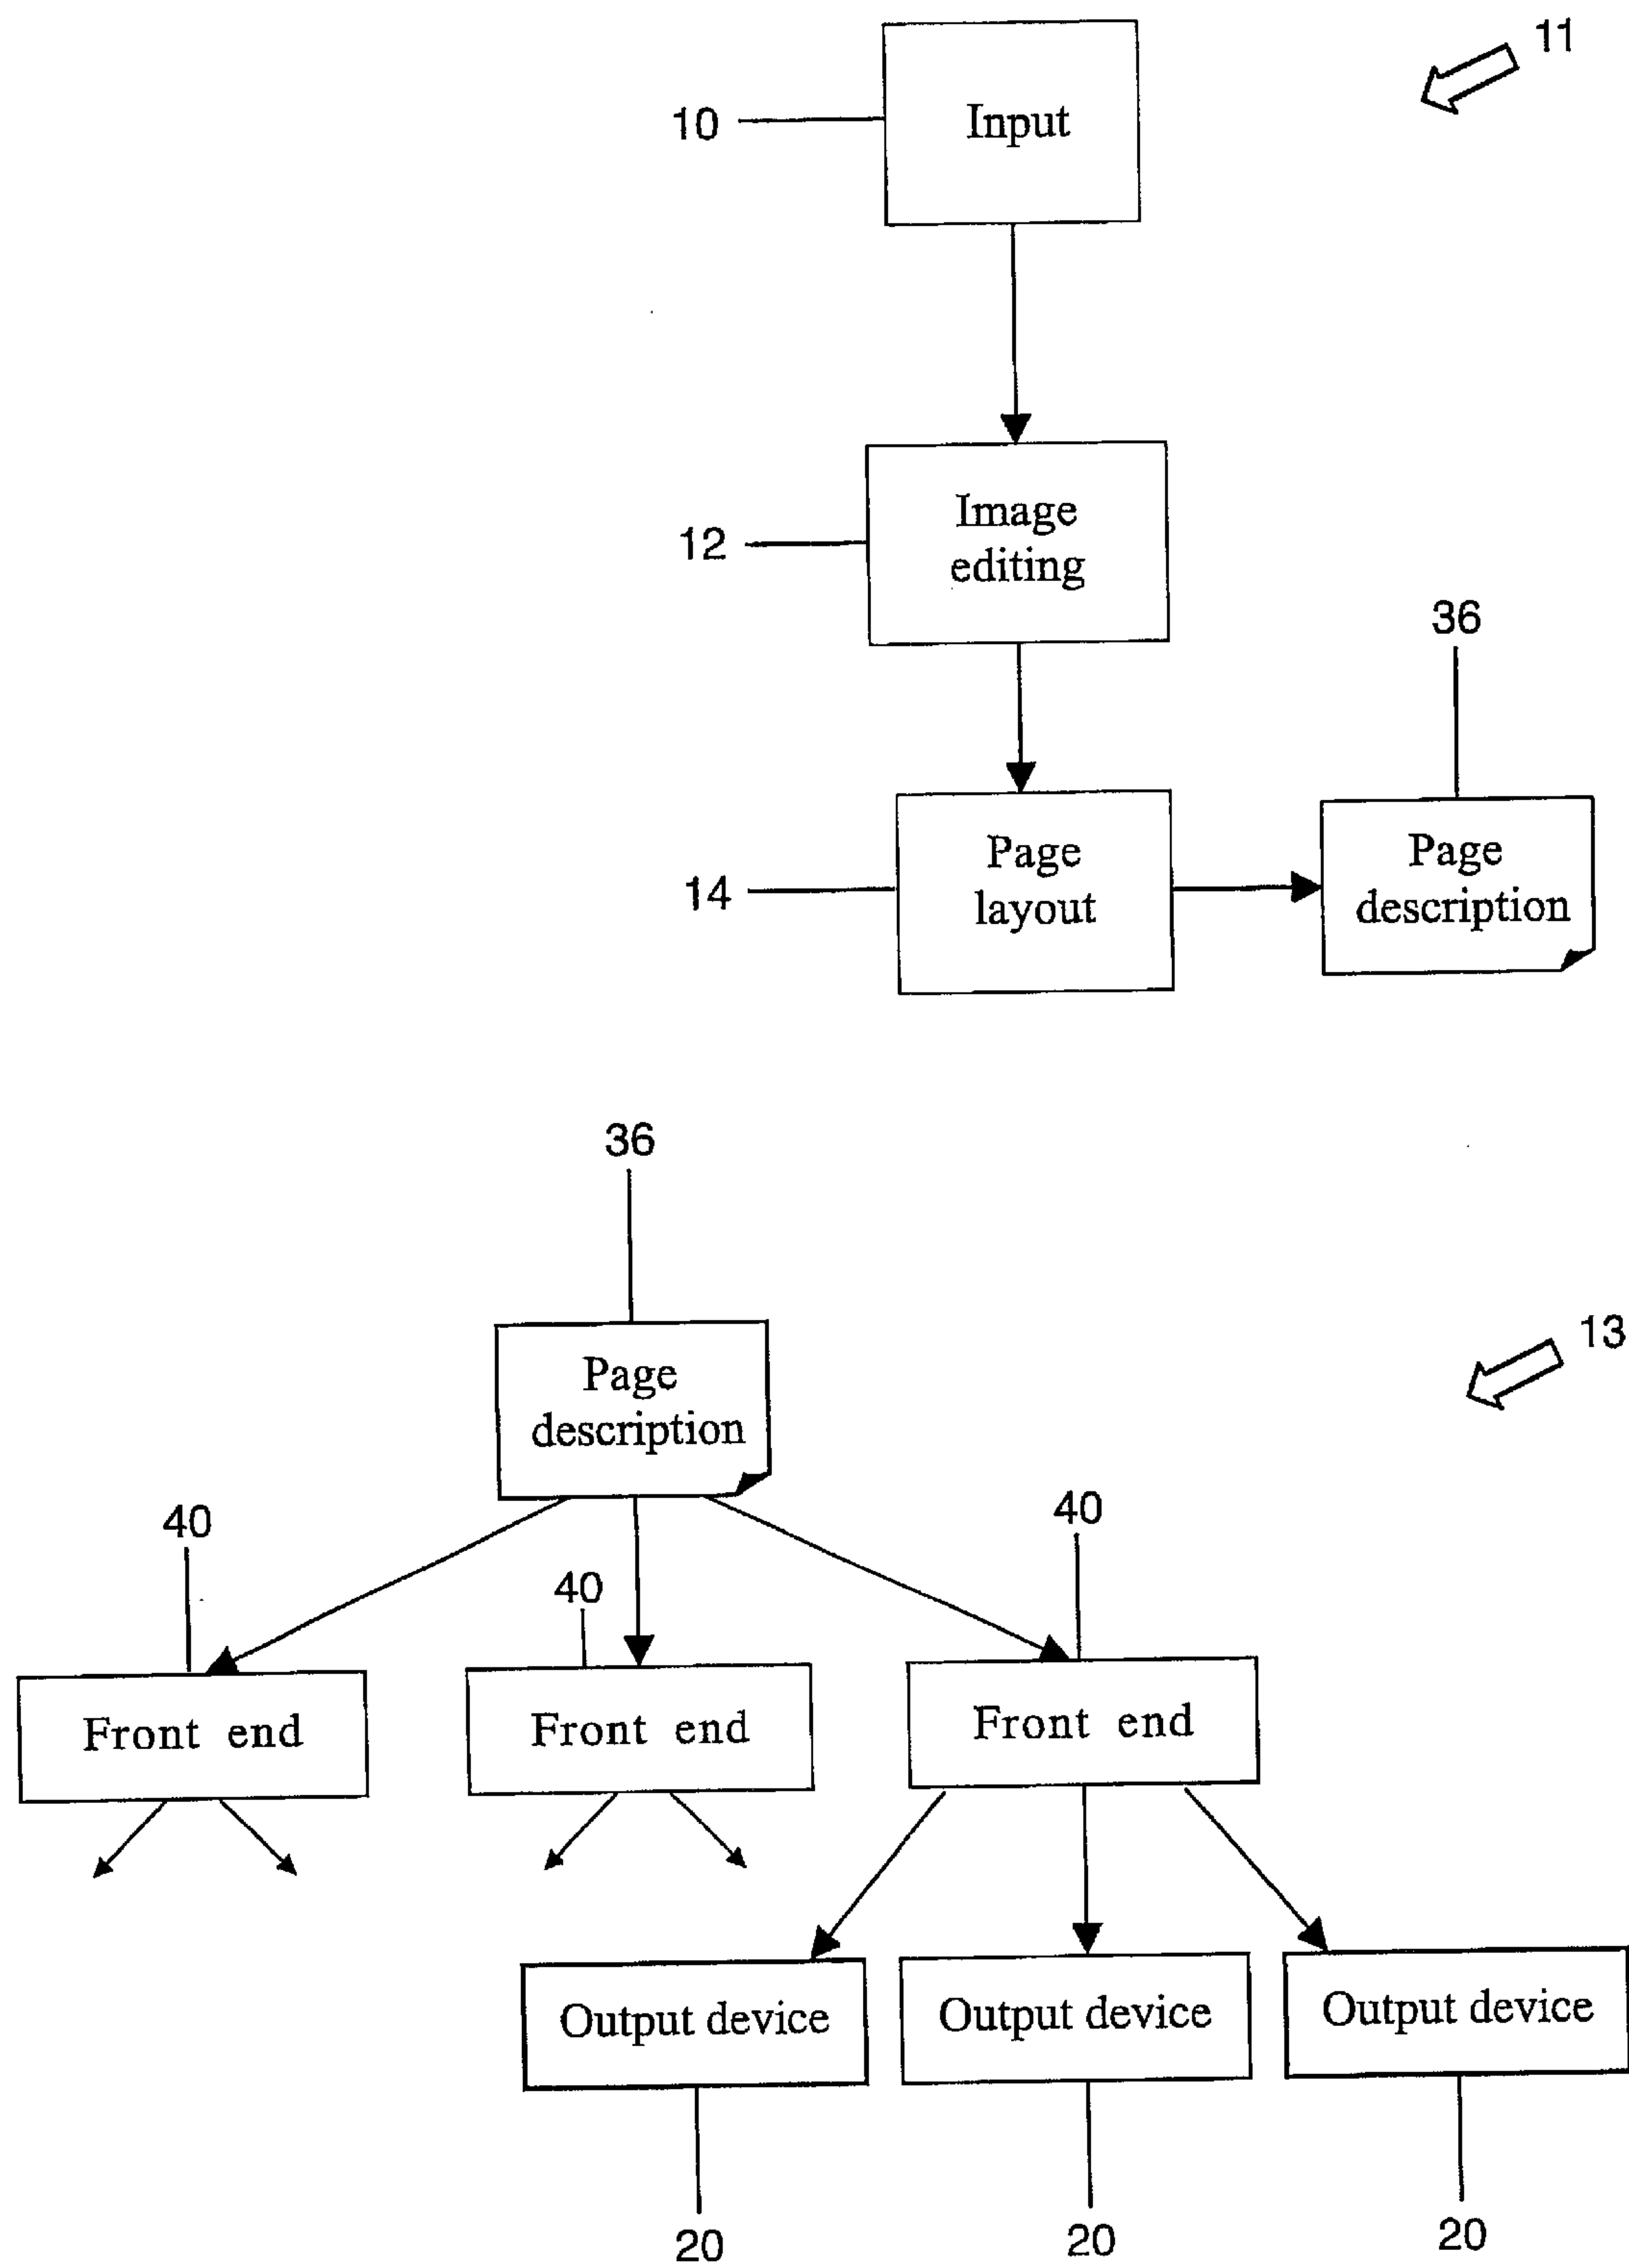 11
10
Input
12
Image
editing
36
14
Page
layout
Page
description
36
13
Page
description
40
40
40
Front end
Front end
Front end
Output device
Output device
Output device
20
20
20